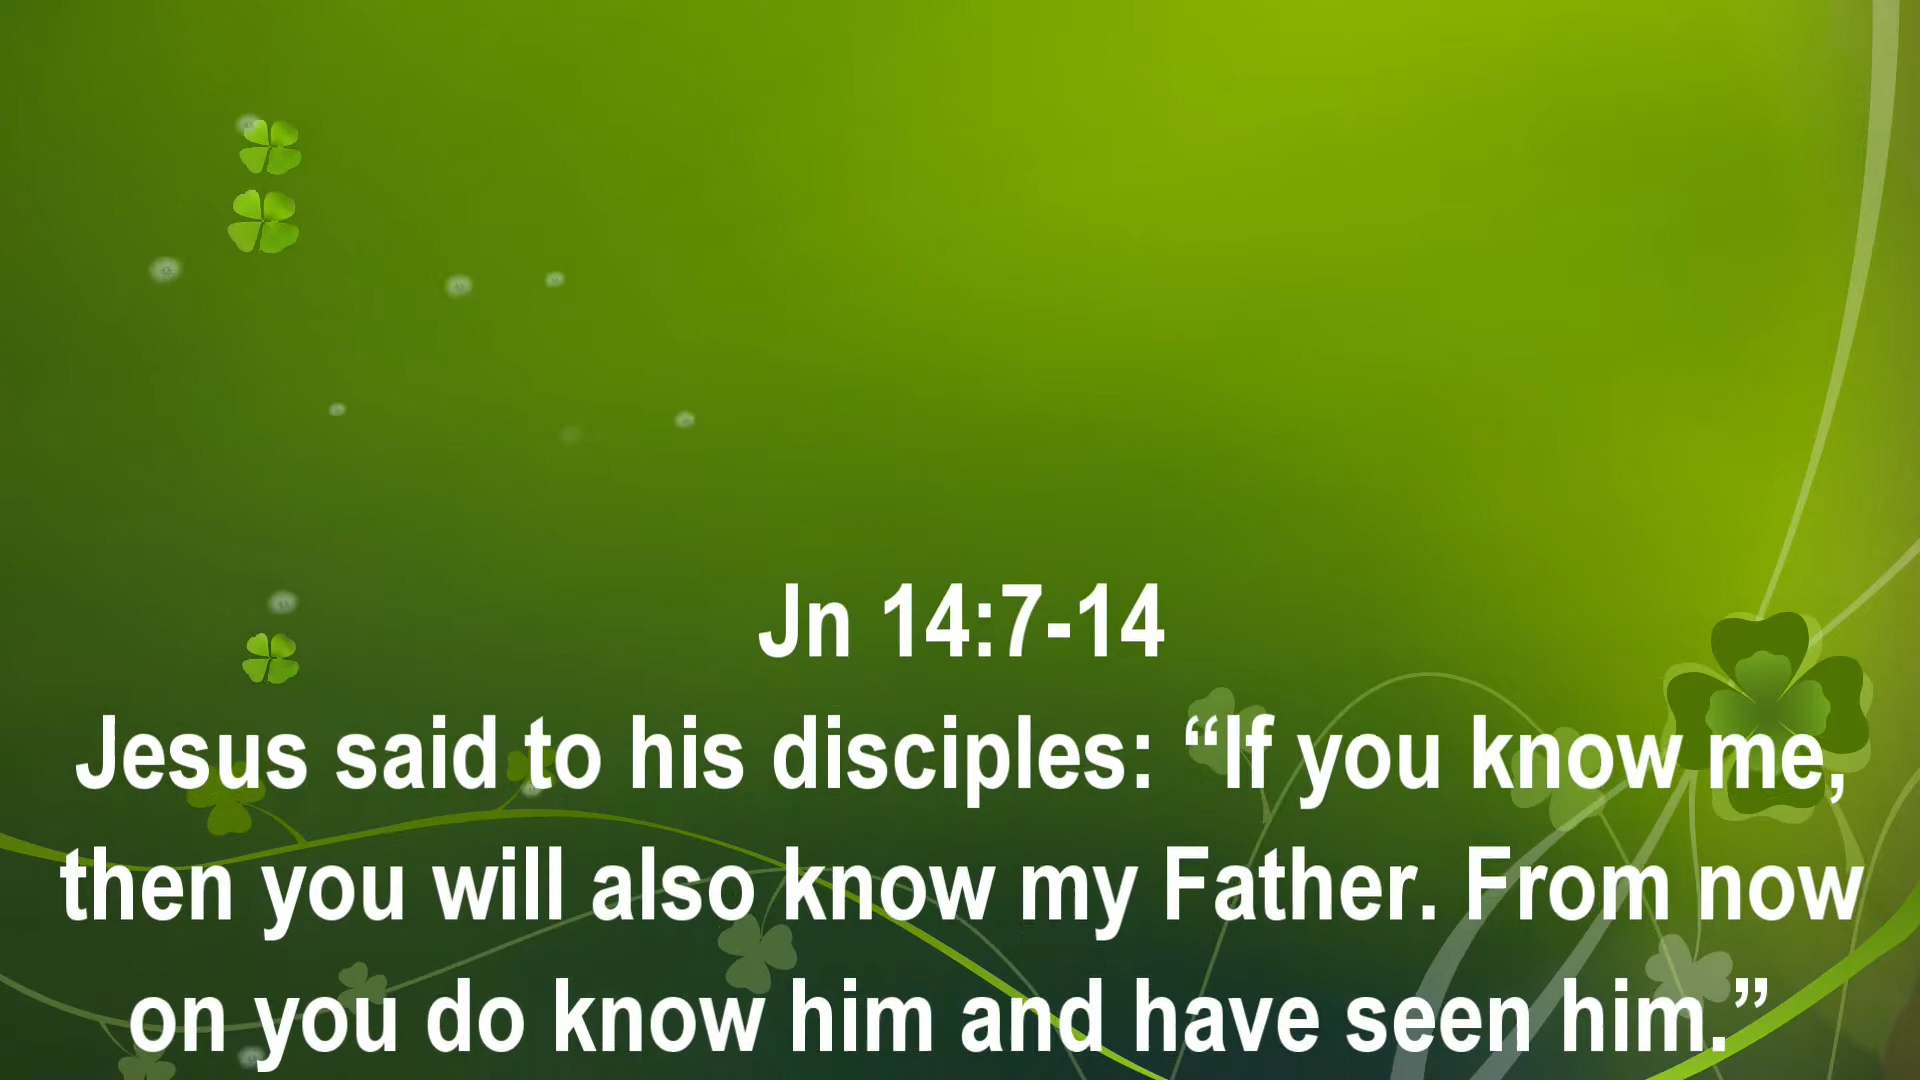 Jn 14:7-14
Jesus said to his disciples: “If you know me,
then you will also know my Father. From now
on you do know him and have seen him.”